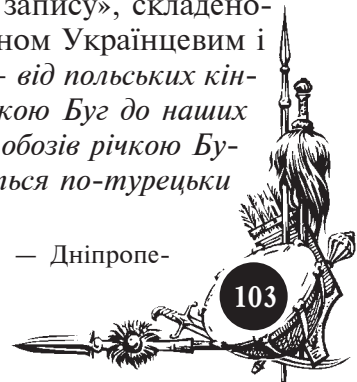 запису», складено-
ном Українцевим і
- від польських кін-
кою Буг до наших
обозів річкою Бу-
ться по-турецьки
— Дніпропе-
103